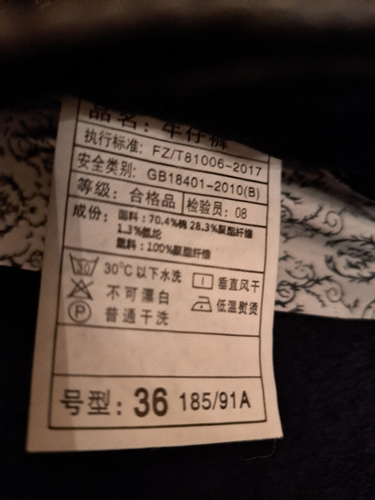 品名: 牛仔裤
执行标准: FZ/T81006-2017
安全类别: GB18401-2010(B)
等级: 合格品 检验员: 08
成份: 面料: 70.4%棉 28.3%聚酯纤维
1.3%氨纶
里料: 100%聚酯纤维
30 30°C以下水洗 垂直风干
不可漂白 低温熨烫
P 普通干洗
号型: 36 185/91A